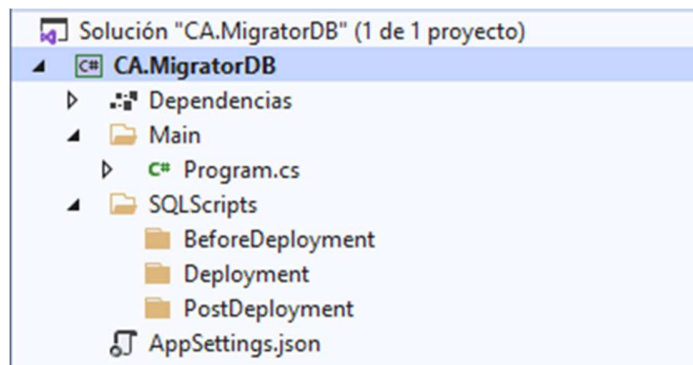 Solución "CA.MigratorDB" (1 de 1 proyecto)
C# CA.MigratorDB
Dependencias
Main
C# Program.cs
SQLScripts
BeforeDeployment
Deployment
PostDeployment
AppSettings.json